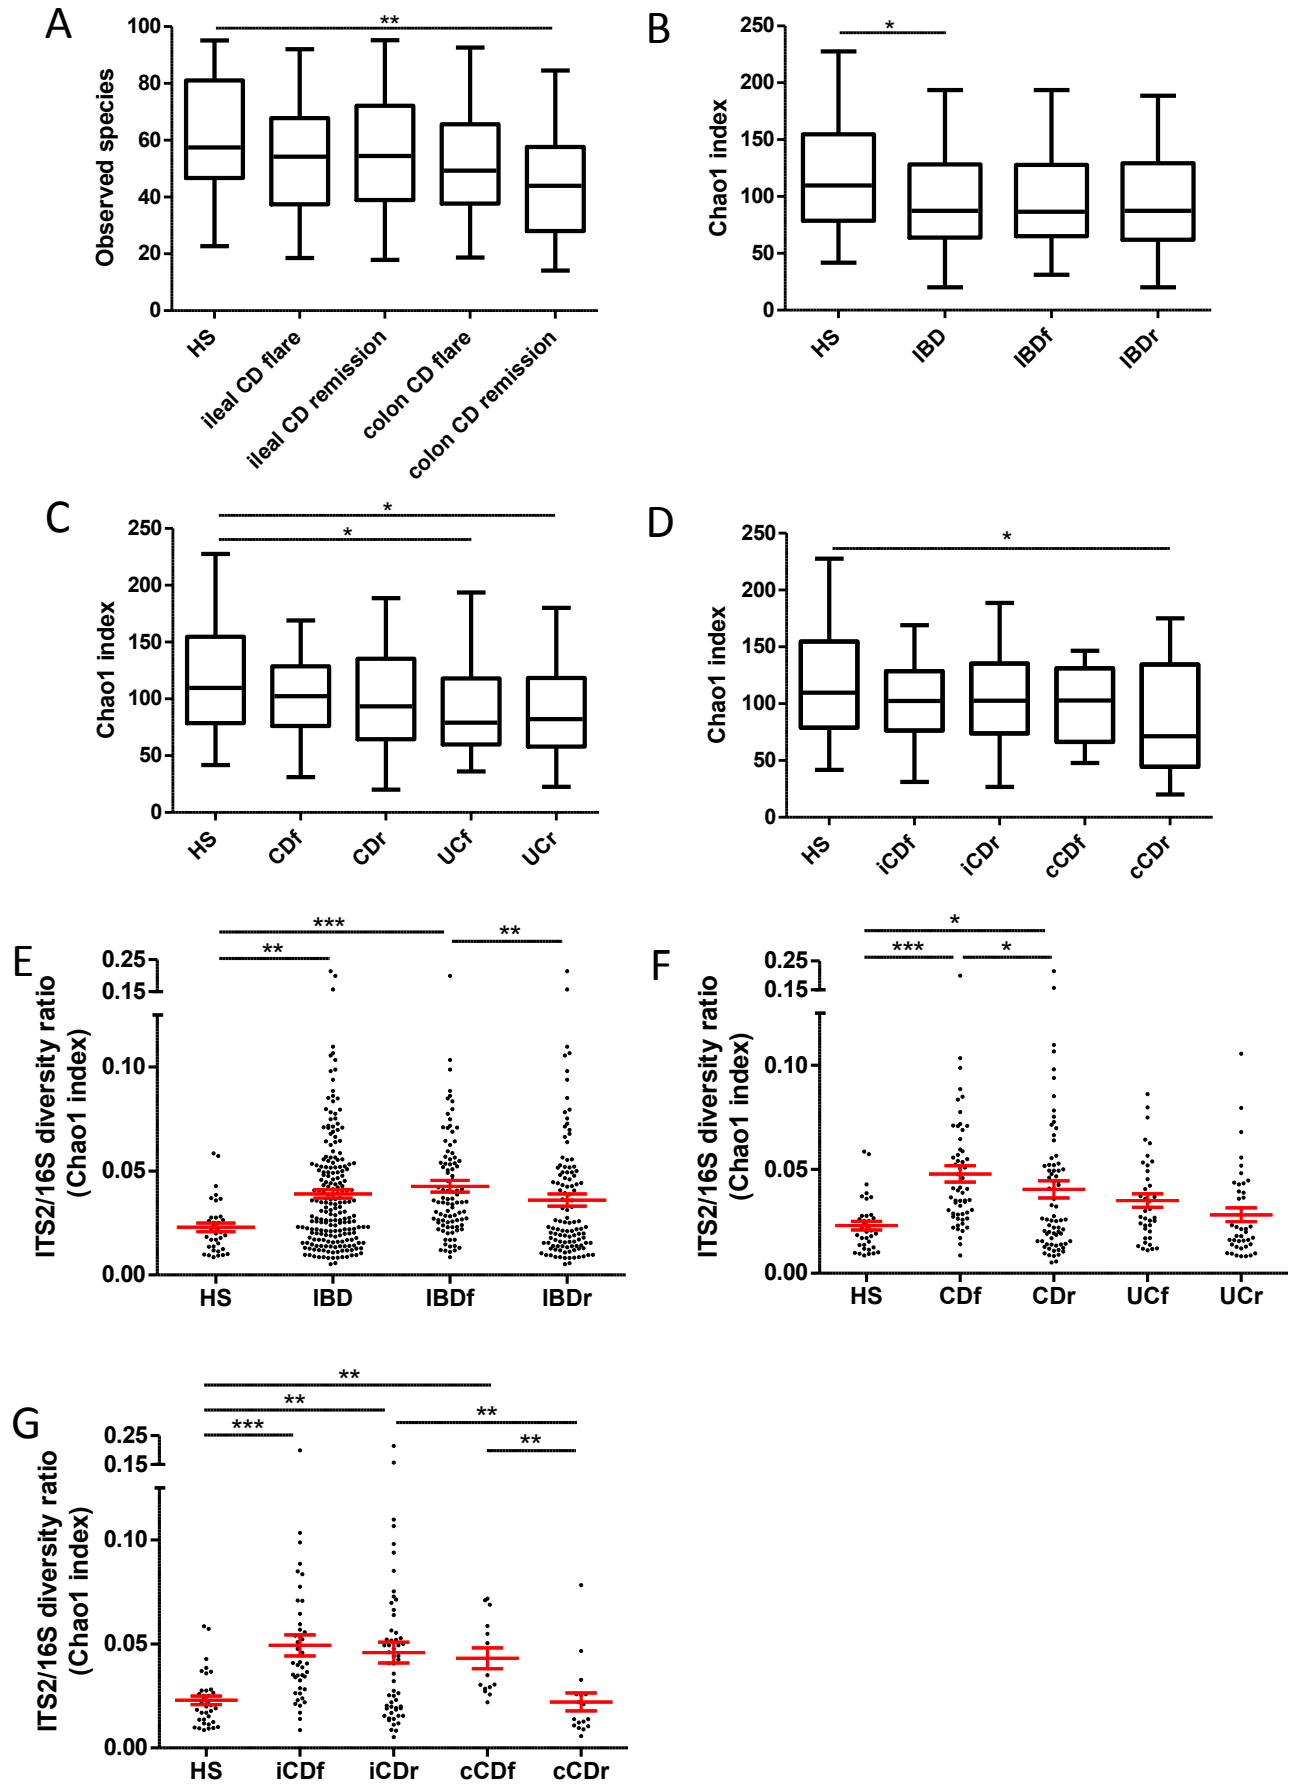 A
**
100
80
60
40
20
0
Observed species
HS
ileal CD flare
ileal CD remission
colon CD flare
colon CD remission
B
*
250
200
150
100
50
0
Chao1 index
HS
IBD
IBDf
IBDr
C
*
*
250
200
150
100
50
0
Chao1 index
HS
CDf
CDr
UCf
UCr
D
*
250
200
150
100
50
0
Chao1 index
HS
iCDf
iCDr
cCDf
cCDr
E
***
**
**
0.25
0.15
0.10
0.05
0.00
ITS2/16S diversity ratio
(Chao1 index)
HS
IBD
IBDf
IBDr
F
*
***
*
0.25
0.15
0.10
0.05
0.00
ITS2/16S diversity ratio
(Chao1 index)
HS
CDf
CDr
UCf
UCr
G
**
**
**
***
**
0.25
0.15
0.10
0.05
0.00
ITS2/16S diversity ratio
(Chao1 index)
HS
iCDf
iCDr
cCDf
cCDr